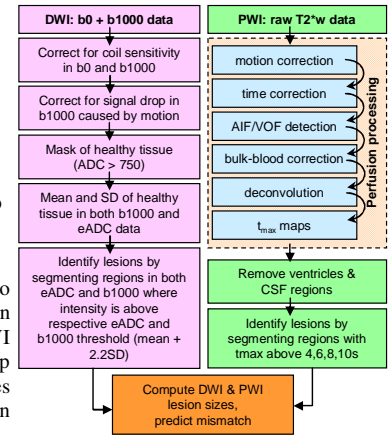 DWI: b0 + b1000 data
Correct for coil sensitivity
in b0 and b1000
Correct for signal drop in
b1000 caused by motion
Mask of healthy tissue
(ADC > 750)
Mean and SD of healthy
tissue in both b1000 and
eADC data
Identify lesions by
segmenting regions in both
eADC and b1000 where
intensity is above
respective eADC and
b1000 threshold (mean +
2.2SD)
PWI: raw T2*w data
motion correction
time correction
AIF/VOF detection
bulk-blood correction
deconvolution
tmax maps
Perfusion processing
Remove ventricles &
CSF regions
Identify lesions by
segmenting regions with
tmax above 4,6,8,10s
Compute DWI & PWI
lesion sizes,
predict mismatch